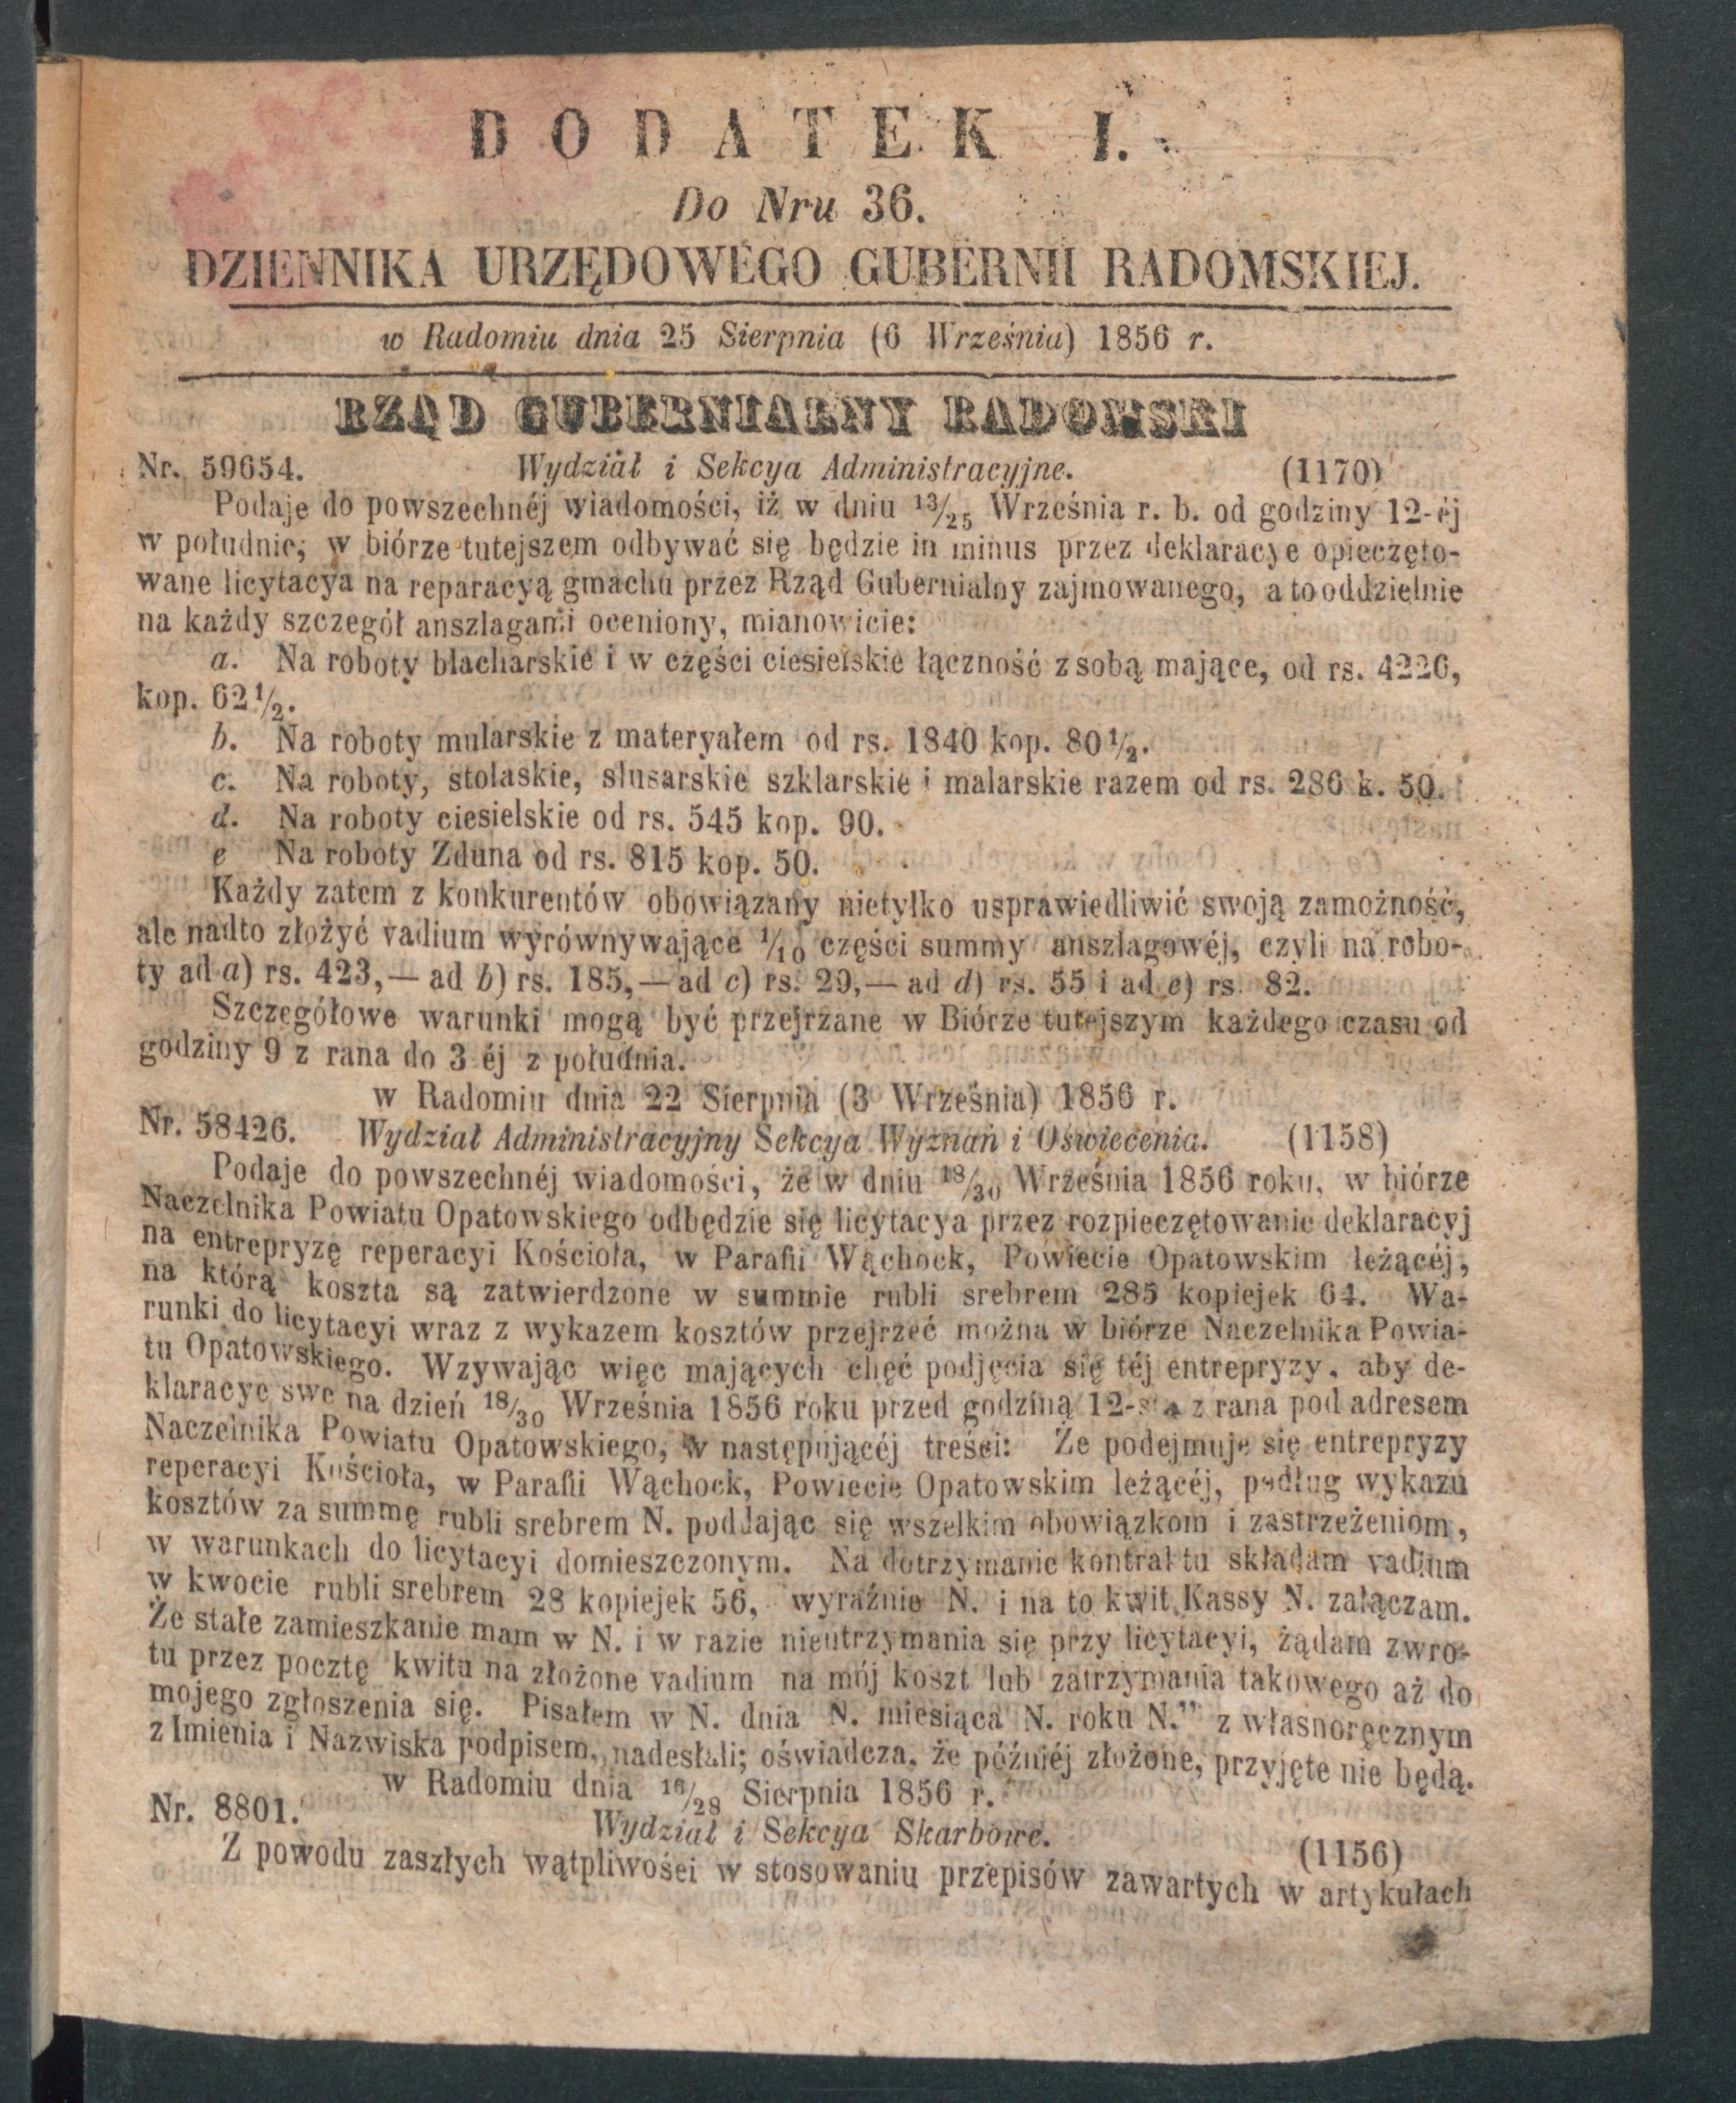 DODATEK I.
Do Nru 36.
DZIENNIKA URZĘDOWEGO GUBERNII RADOMSKIEJ.
w Radomiu dnia 25 Sierpnia (6 Września) 1856 r.
RZĄD GUBERNIALNY RADOMSKI
Nr. 59654. Wydział i Sekcya Administracyjne. (1170)
Podaje do powszechnéj wiadomości, iż w dniu 13/25 Września r. b. od godziny 12-éj
w południe, w biórze tutejszem odbywać się będzie in minus przez deklaracye opieczęto-
wane licytacya na reparacyą gmachu przez Rząd Gubernialny zajmowanego, a to oddzielnie
na każdy szczegół anszlagami oceniony, mianowicie:
a. Na roboty blacharskie i w części ciesielskie łączność z sobą mające, od rs. 4226,
kop. 62 1/2.
b. Na roboty mularskie z materyałem od rs. 1840 kop. 80 1/2.
c. Na roboty, stolaskie, slusarskie szklarskie i malarskie razem od rs. 286 k. 50.
d. Na roboty ciesielskie od rs. 545 kop. 90.
e Na roboty Zduna od rs. 815 kop. 50.
Każdy zatem z konkurentów obowiązany nietylko usprawiedliwić swoją zamożność,
ale nadto złożyć vadium wyrównywające 1/10 części summy anszlagowéj, czyli na robo-
ty ad a) rs. 423,— ad b) rs. 185,— ad c) rs. 29,— ad d) rs. 55 i ad e) rs. 82.
Szczegółowe warunki mogą być przejrzane w Biórze tutejszym każdego czasu od
godziny 9 z rana do 3 éj z południa.
w Radomiu dnia 22 Sierpnia (3 Września) 1856 r.
Nr. 58426. Wydział Administracyjny Sekcya Wyznań i Oświecenia. (1158)
Podaje do powszechnéj wiadomości, że w dniu 18/30 Września 1856 roku, w biórze
Naczelnika Powiatu Opatowskiego odbędzie się licytacya przez rozpieczętowanie deklaracyj
na entrepryzę reperacyi Kościoła, w Parafii Wąchock, Powiecie Opatowskim leżącéj,
na którą koszta są zatwierdzone w summie rubli srebrem 285 kopiejek 64. Wa-
runki do licytacyi wraz z wykazem kosztów przejrzeć można w biórze Naczelnika Powia-
tu Opatowskiego. Wzywając więc mających chęć podjęcia się téj entrepryzy, aby de-
klaracye swe na dzień 18/30 Września 1856 roku przed godziną 12-sta z rana pod adresem
Naczelnika Powiatu Opatowskiego, w następującéj treści: Że podejmuje się entrepryzy
reperacyi Kościoła, w Parafii Wąchock, Powiecie Opatowskim leżącéj, podług wykazu
kosztów za summę rubli srebrem N. poddając się wszelkim obowiązkom i zastrzeżeniom,
w warunkach do licytacyi domieszczonym. Na dotrzymanie kontraktu składam vadium
w kwocie rubli srebrem 28 kopiejek 56, wyraźnie N. i na to kwit Kassy N. załączam.
Że stałe zamieszkanie mam w N. i w razie nieutrzymania się przy licytacyi, żądam zwro-
tu przez pocztę kwitu na złożone vadium na mój koszt lub zatrzymania takowego aż do
mojego zgłoszenia się. Pisałem w N. dnia N. miesiąca N. roku N." z własnoręcznym
z Imienia i Nazwiska podpisem, nadesłali; oświadcza, że późniéj złożone, przyjęte nie będą.
w Radomiu dnia 16/28 Sierpnia 1856 r.
Nr. 8801. Wydział i Sekcya Skarbowe. (1156)
Z powodu zaszłych wątpliwości w stosowaniu przepisów zawartych w artykułach